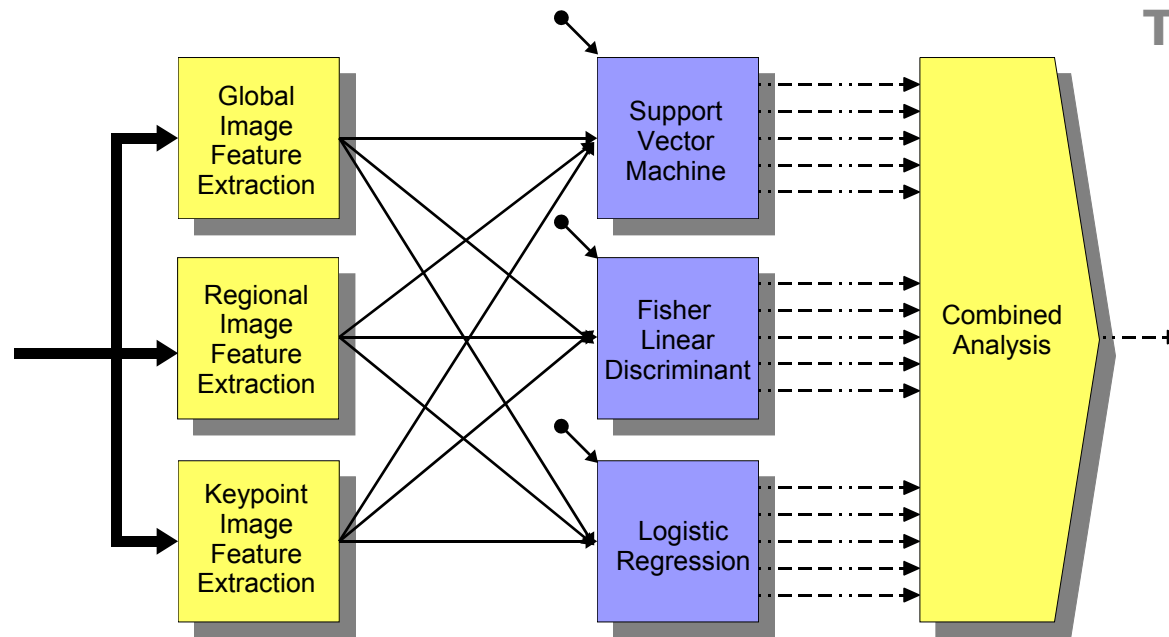 T
Global
Image
Feature
Extraction
Support
Vector
Machine
Regional
Image
Feature
Extraction
Fisher
Linear
Discriminant
Combined
Analysis
Keypoint
Image
Feature
Extraction
Logistic
Regression